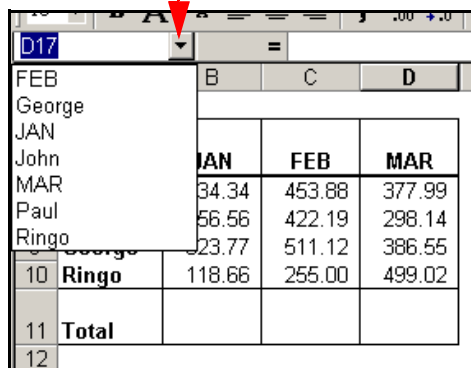 D17 =
FEB B C D
George
JAN
John JAN FEB MAR
MAR 34.34 453.88 377.99
Paul 56.56 422.19 298.14
Ringo 323.77 511.12 386.55
10 Ringo 118.66 255.00 499.02
11 Total
12